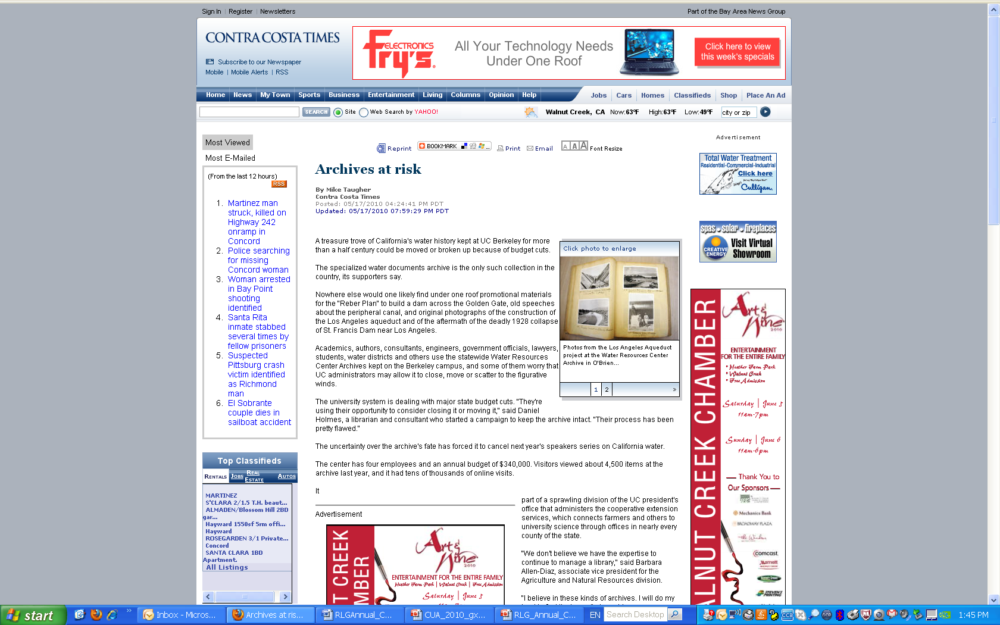 Sign In | Register | Newsletters
Part of the Bay Area News Group
CONTRA COSTA TIMES
Subscribe to our Newspaper
Mobile | Mobile Alerts | RSS
Fry's ELECTRONICS
All Your Technology Needs
Under One Roof
Click here to view
this week's specials
Home News My Town Sports Business Entertainment Living Columns Opinion Help
Jobs Cars Homes Classifieds Shop Place An Ad
SEARCH Site Web Search by YAHOO!
Walnut Creek, CA Now:63°F High:63°F Low:49°F city or zip
Most Viewed
Most E-Mailed
(From the last 12 hours)
RSS
1. Martinez man
struck, killed on
Highway 242
onramp in
Concord
2. Police searching
for missing
Concord woman
3. Woman arrested
in Bay Point
shooting
identified
4. Santa Rita
inmate stabbed
several times by
fellow prisoners
5. Suspected
Pittsburg crash
victim identified
as Richmond
man
6. El Sobrante
couple dies in
sailboat accident
Top Classifieds
RENTALS JOBS REAL ESTATE AUTOS
MARTINEZ
S'CLARA 2/1.5 T.H. beaut...
ALMADEN/Blossom Hill 2BD
gar...
Hayward 1550sf 5rm offi...
Hayward
ROSEGARDEN 3/1 Private...
Concord
SANTA CLARA 1BD
Apartment.
All Listings
Reprint BOOKMARK ... Print Email A A A Font Resize
Archives at risk
By Mike Taugher
Contra Costa Times
Posted: 05/17/2010 04:24:41 PM PDT
Updated: 05/17/2010 07:59:29 PM PDT
A treasure trove of California's water history kept at UC Berkeley for more
than a half century could be moved or broken up because of budget cuts.
The specialized water documents archive is the only such collection in the
country, its supporters say.
Nowhere else would one likely find under one roof promotional materials
for the "Reber Plan" to build a dam across the Golden Gate, old speeches
about the peripheral canal, and original photographs of the construction of
the Los Angeles aqueduct and of the aftermath of the deadly 1928 collapse
of St. Francis Dam near Los Angeles.
Academics, authors, consultants, engineers, government officials, lawyers,
students, water districts and others use the statewide Water Resources
Center Archives kept on the Berkeley campus, and some of them worry that
UC administrators may allow it to close, move or scatter to the figurative
winds.
The university system is dealing with major state budget cuts. "They're
using their opportunity to consider closing it or moving it," said Daniel
Holmes, a librarian and consultant who started a campaign to keep the archive intact. "Their process has been
pretty flawed."
The uncertainty over the archive's fate has forced it to cancel next year's speakers series on California water.
The center has four employees and an annual budget of $340,000. Visitors viewed about 4,500 items at the
archive last year, and it had tens of thousands of online visits.
It
Advertisement
CREEK
MBER
Art & Wine 2010
ENTERTAINMENT FOR THE ENTIRE FAMILY
Heather Farm Park | Walnut Creek | Free Admission
Saturday | June 5
part of a sprawling division of the UC president's
office that administers the cooperative extension
services, which connects farmers and others to
university science through offices in nearly every
county of the state.
"We don't believe we have the expertise to
continue to manage a library," said Barbara
Allen-Diaz, associate vice president for the
Agriculture and Natural Resources division.
"I believe in these kinds of archives. I will do my
Click photo to enlarge
Photos from the Los Angeles Aqueduct
project at the Water Resources Center
Archive in O'Brien...
1 2 »
Advertisement
Total Water Treatment
Residential-Commercial-Industrial
Click here
Culligan.
spas • solar • fireplaces
CREATIVE ENERGY
Visit Virtual
Showroom
WALNUT CREEK CHAMBER
Art & Wine 2010
ENTERTAINMENT
FOR THE ENTIRE FAMILY
• Heather Farm Park
• Walnut Creek
• Free Admission
Saturday | June 5
11am-7pm
Sunday | June 6
11am-6pm
Thank You to
Our Sponsors
Mechanics Bank
BROADWAY PLAZA
comcast.
Marriott
start
Inbox - Micros...
Archives at ris...
RLGAnnual_C...
CUA_2010_gx...
RLG_Annual_C...
EN
Search Desktop
1:45 PM